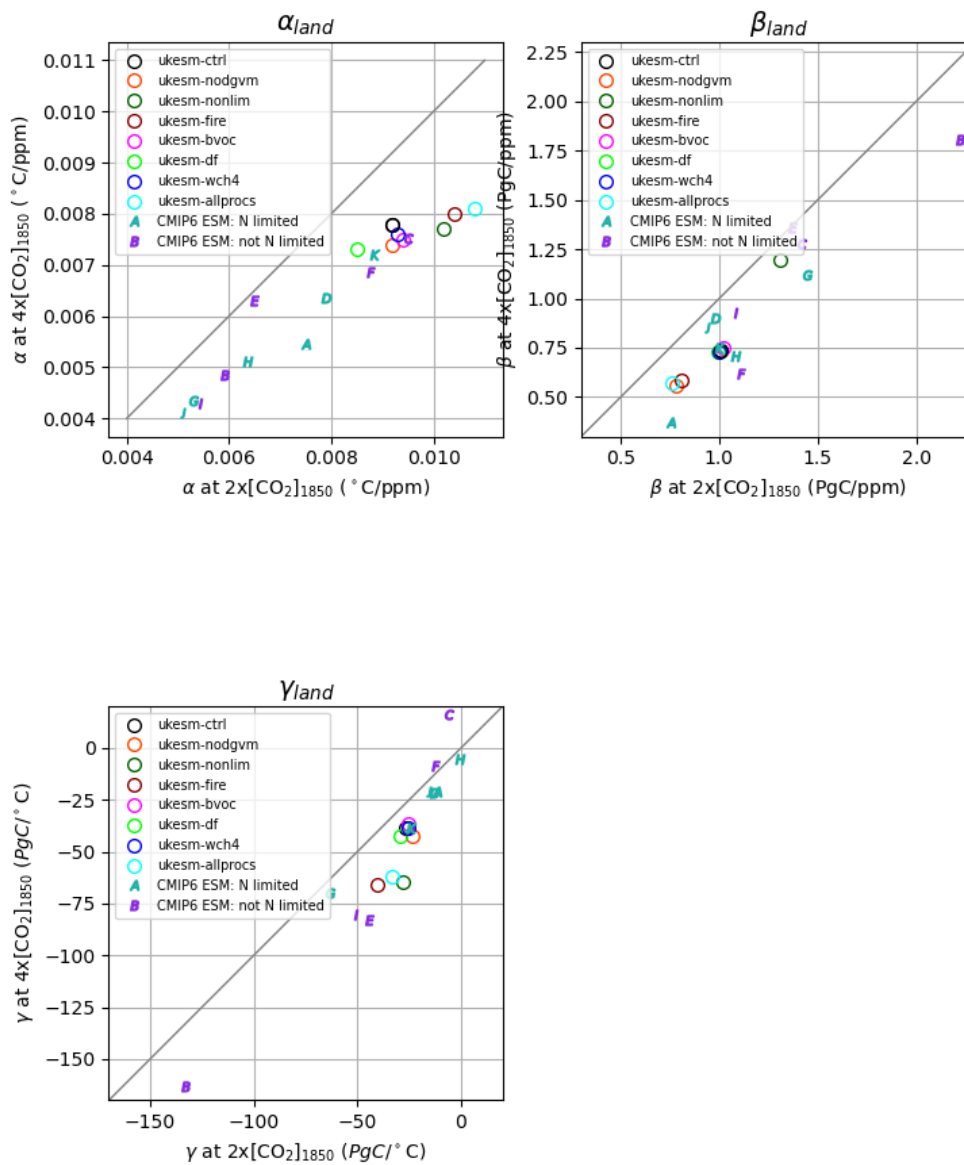 α_land
α at 4x[CO₂]₁₈₅₀ (°C/ppm)
0.011
0.010
0.009
0.008
0.007
0.006
0.005
0.004
ukesm-ctrl
ukesm-nodgvm
ukesm-nonlim
ukesm-fire
ukesm-bvoc
ukesm-df
ukesm-wch4
ukesm-allprocs
A CMIP6 ESM: N limited
B CMIP6 ESM: not N limited
C
K
F
E
D
A
H
B
G
I
J
0.004
0.006
0.008
0.010
α at 2x[CO₂]₁₈₅₀ (°C/ppm)
β_land
β at 4x[CO₂]₁₈₅₀ (PgC/ppm)
2.25
2.00
1.75
1.50
1.25
1.00
0.75
0.50
ukesm-ctrl
ukesm-nodgvm
ukesm-nonlim
ukesm-fire
ukesm-bvoc
ukesm-df
ukesm-wch4
ukesm-allprocs
A CMIP6 ESM: N limited
B CMIP6 ESM: not N limited
B
E
C
G
I
D
J
K
H
F
A
0.5
1.0
1.5
2.0
β at 2x[CO₂]₁₈₅₀ (PgC/ppm)
γ_land
γ at 4x[CO₂]₁₈₅₀ (PgC/°C)
0
−25
−50
−75
−100
−125
−150
ukesm-ctrl
ukesm-nodgvm
ukesm-nonlim
ukesm-fire
ukesm-bvoc
ukesm-df
ukesm-wch4
ukesm-allprocs
A CMIP6 ESM: N limited
B CMIP6 ESM: not N limited
C
H
F
A
G
I
E
B
−150
−100
−50
0
γ at 2x[CO₂]₁₈₅₀ (PgC/°C)